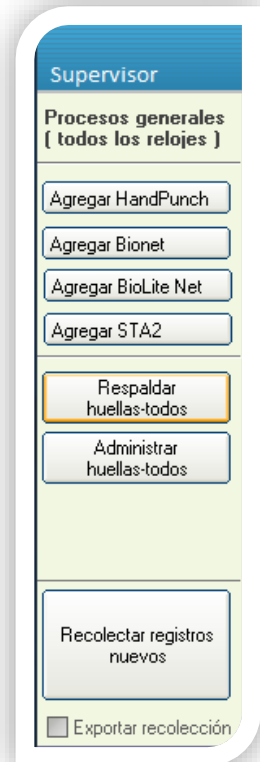 Supervisor
Procesos generales
( todos los relojes )
Agregar HandPunch
Agregar Bionet
Agregar BioLite Net
Agregar STA2
Respaldar
huellas-todos
Administrar
huellas-todos
Recolectar registros
nuevos
Exportar recolección